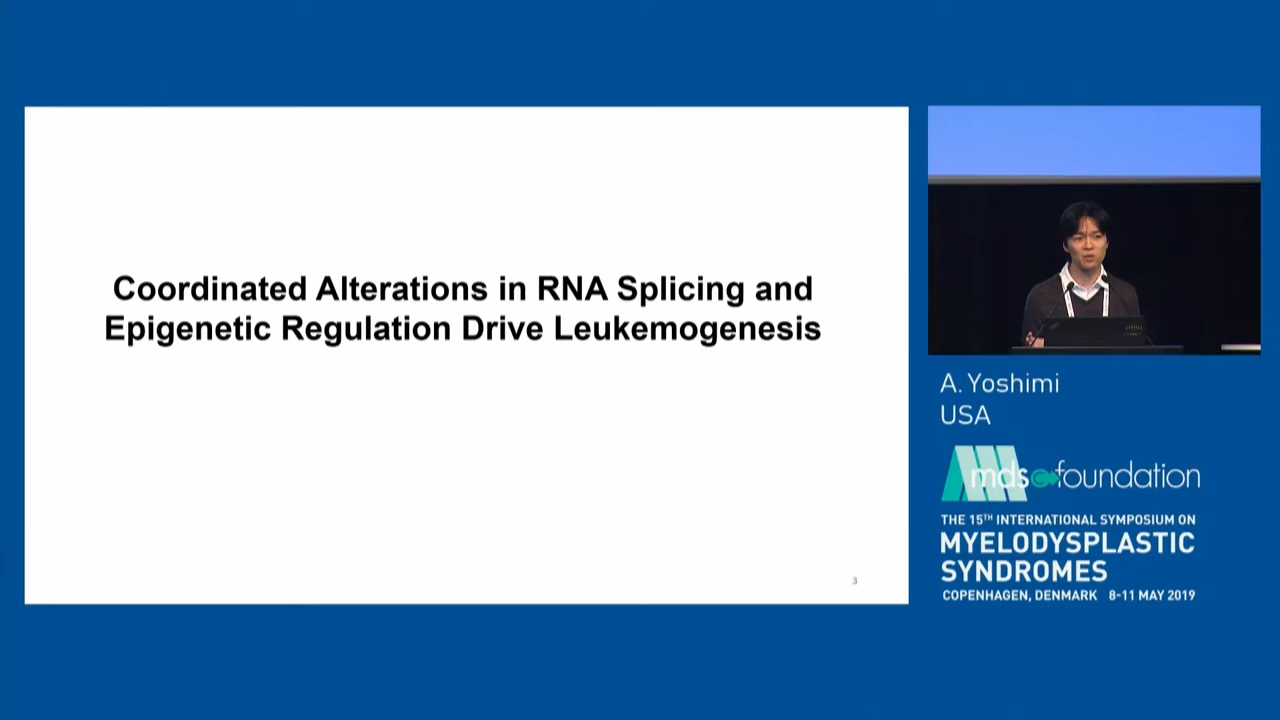 Coordinated Alterations in RNA Splicing and
Epigenetic Regulation Drive Leukemogenesis
3
A. Yoshimi
USA
mds foundation
THE 15TH INTERNATIONAL SYMPOSIUM ON
MYELODYSPLASTIC
SYNDROMES
COPENHAGEN, DENMARK 8-11 MAY 2019